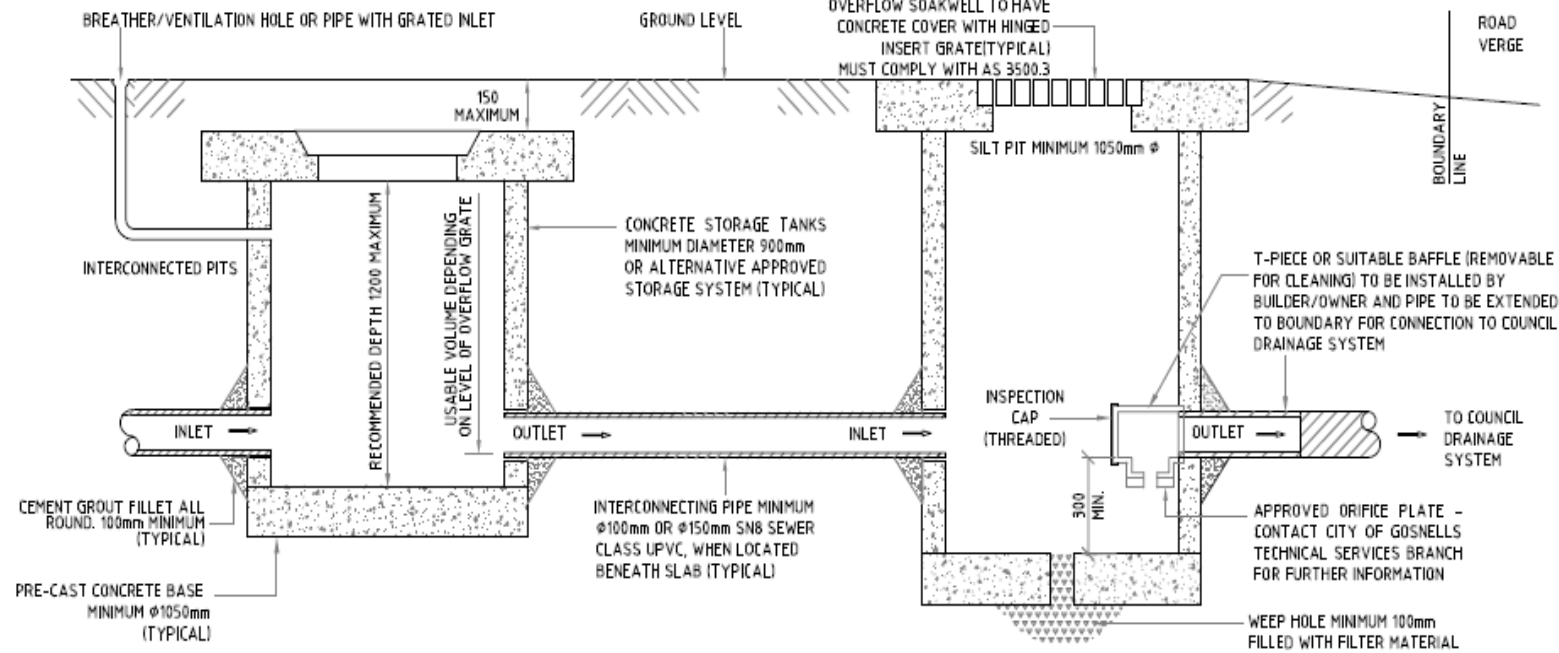 BREATHER/VENTILATION HOLE OR PIPE WITH GRATED INLET
GROUND LEVEL
OVERFLOW SOAKWELL TO HAVE
CONCRETE COVER WITH HINGED
INSERT GRATE(TYPICAL)
MUST COMPLY WITH AS 3500.3
ROAD
VERGE
BOUNDARY
LINE
150
MAXIMUM
SILT PIT MINIMUM 1050mm ø
INTERCONNECTED PITS
RECOMMENDED DEPTH 1200 MAXIMUM
USABLE VOLUME DEPENDING
ON LEVEL OF OVERFLOW GRATE
CONCRETE STORAGE TANKS
MINIMUM DIAMETER 900mm
OR ALTERNATIVE APPROVED
STORAGE SYSTEM (TYPICAL)
T-PIECE OR SUITABLE BAFFLE (REMOVABLE
FOR CLEANING) TO BE INSTALLED BY
BUILDER/OWNER AND PIPE TO BE EXTENDED
TO BOUNDARY FOR CONNECTION TO COUNCIL
DRAINAGE SYSTEM
INSPECTION
CAP
(THREADED)
INLET
OUTLET
INLET
OUTLET
TO COUNCIL
DRAINAGE
SYSTEM
300
MIN.
CEMENT GROUT FILLET ALL
ROUND. 100mm MINIMUM
(TYPICAL)
INTERCONNECTING PIPE MINIMUM
ø100mm OR ø150mm SN8 SEWER
CLASS UPVC, WHEN LOCATED
BENEATH SLAB (TYPICAL)
APPROVED ORIFICE PLATE -
CONTACT CITY OF GOSNELLS
TECHNICAL SERVICES BRANCH
FOR FURTHER INFORMATION
PRE-CAST CONCRETE BASE
MINIMUM ø1050mm
(TYPICAL)
WEEP HOLE MINIMUM 100mm
FILLED WITH FILTER MATERIAL